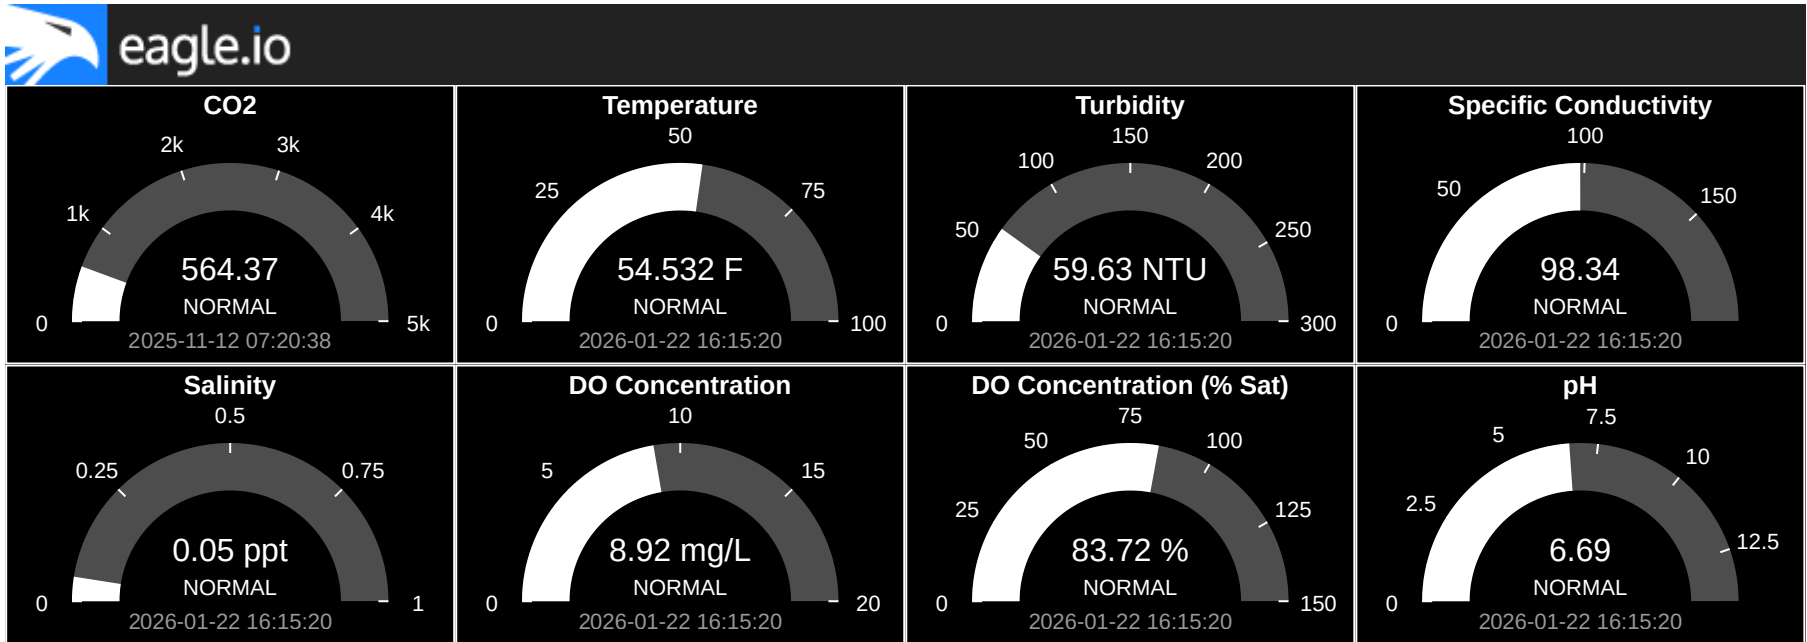 eagle.io
CO2
2k
3k
1k
4k
564.37
NORMAL
0
5k
2025-11-12 07:20:38
Temperature
50
25
75
54.532 F
NORMAL
0
100
2026-01-22 16:15:20
Turbidity
150
100
200
50
250
59.63 NTU
NORMAL
0
300
2026-01-22 16:15:20
Specific Conductivity
100
50
150
98.34
NORMAL
0
2026-01-22 16:15:20
Salinity
0.5
0.25
0.75
0.05 ppt
NORMAL
0
1
2026-01-22 16:15:20
DO Concentration
10
5
15
8.92 mg/L
NORMAL
0
20
2026-01-22 16:15:20
DO Concentration (% Sat)
75
50
100
25
125
83.72 %
NORMAL
0
150
2026-01-22 16:15:20
pH
7.5
5
10
2.5
12.5
6.69
NORMAL
0
2026-01-22 16:15:20